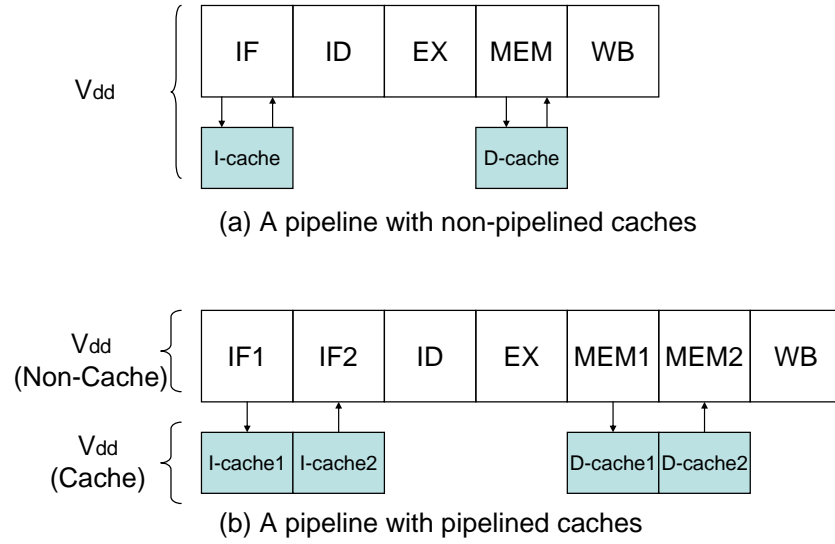 IF ID EX MEM WB
Vdd
I-cache D-cache
(a) A pipeline with non-pipelined caches
Vdd
(Non-Cache)
IF1 IF2 ID EX MEM1 MEM2 WB
Vdd
(Cache)
I-cache1 I-cache2 D-cache1 D-cache2
(b) A pipeline with pipelined caches